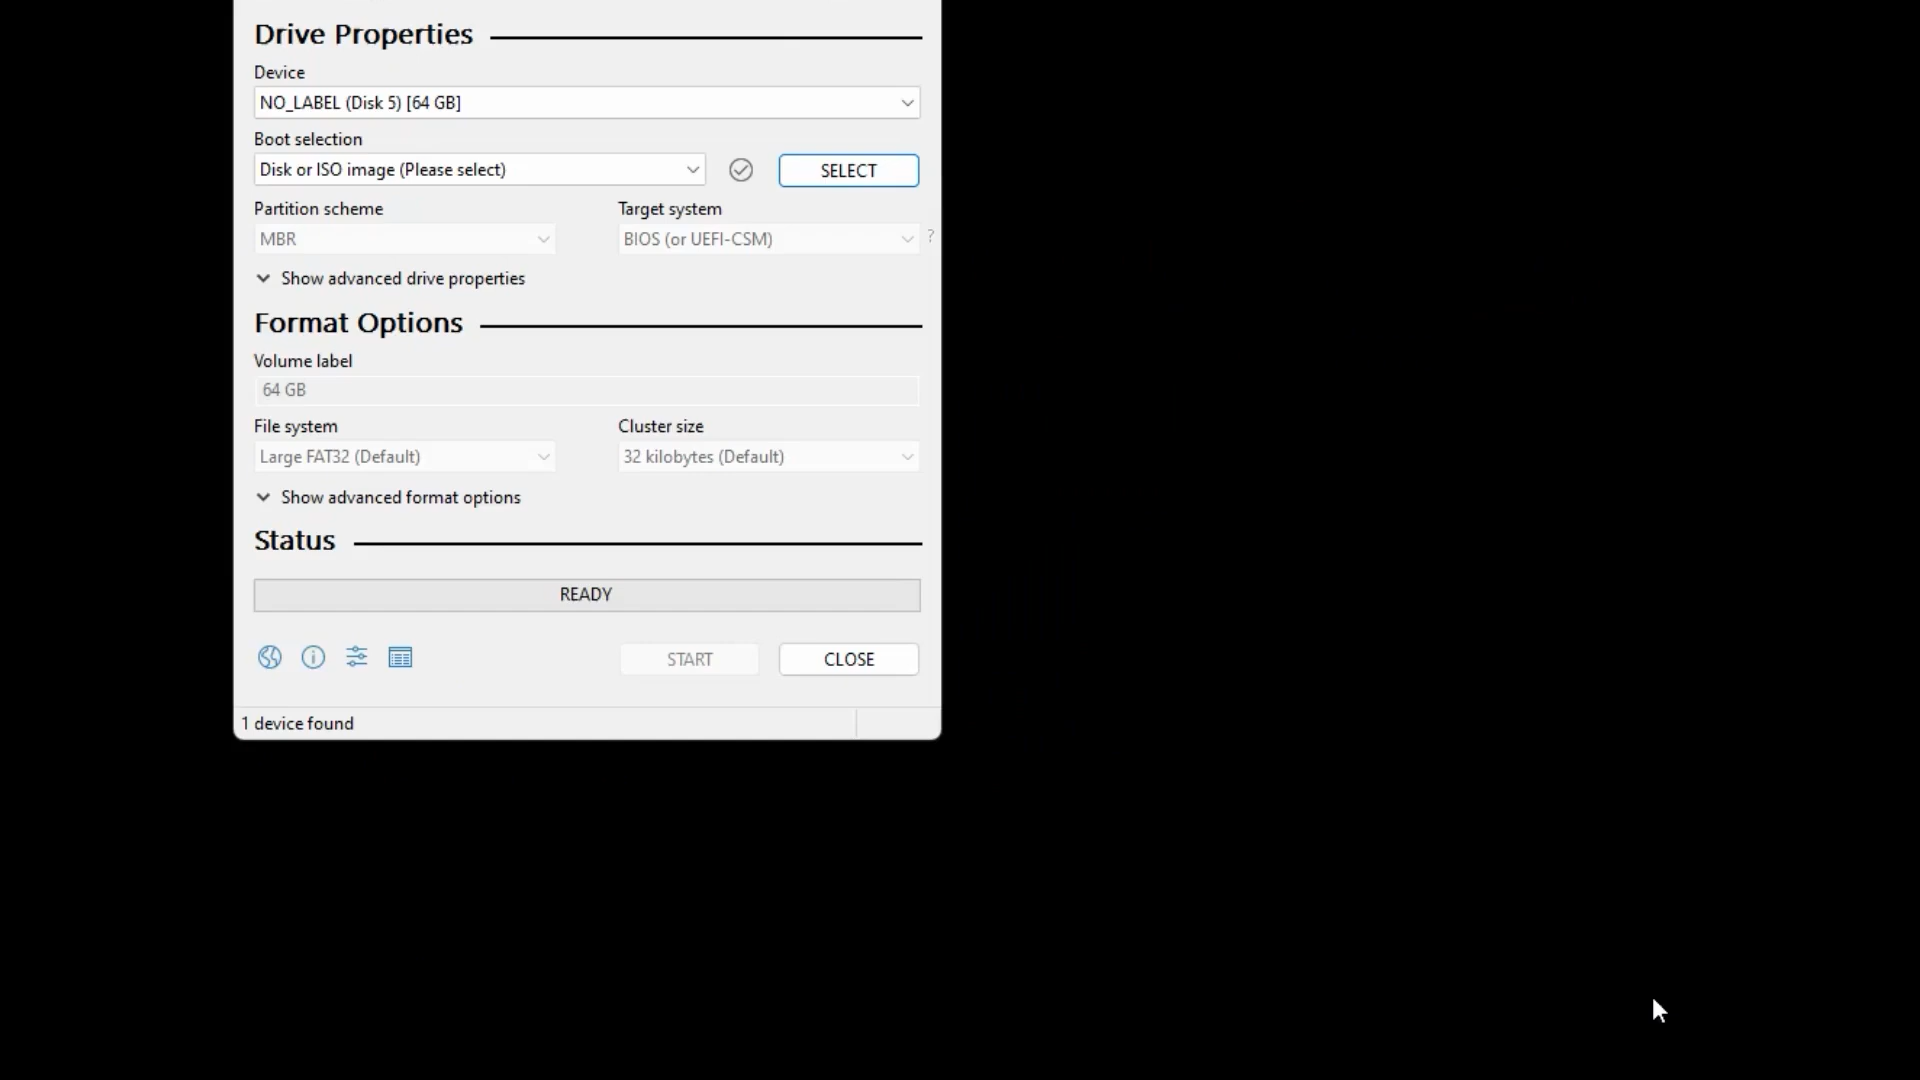 Drive Properties
Device
NO_LABEL (Disk 5) [64 GB]
Boot selection
Disk or ISO image (Please select)
SELECT
Partition scheme
Target system
MBR
BIOS (or UEFI-CSM)
?
Show advanced drive properties
Format Options
Volume label
64 GB
File system
Cluster size
Large FAT32 (Default)
32 kilobytes (Default)
Show advanced format options
Status
READY
START
CLOSE
1 device found